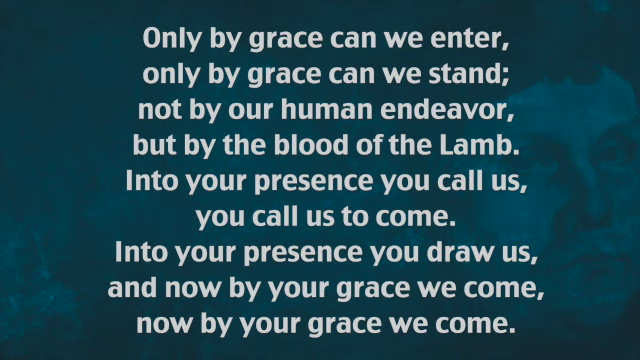 Only by grace can we enter,
only by grace can we stand;
not by our human endeavor,
but by the blood of the Lamb.
Into your presence you call us,
you call us to come.
Into your presence you draw us,
and now by your grace we come,
now by your grace we come.